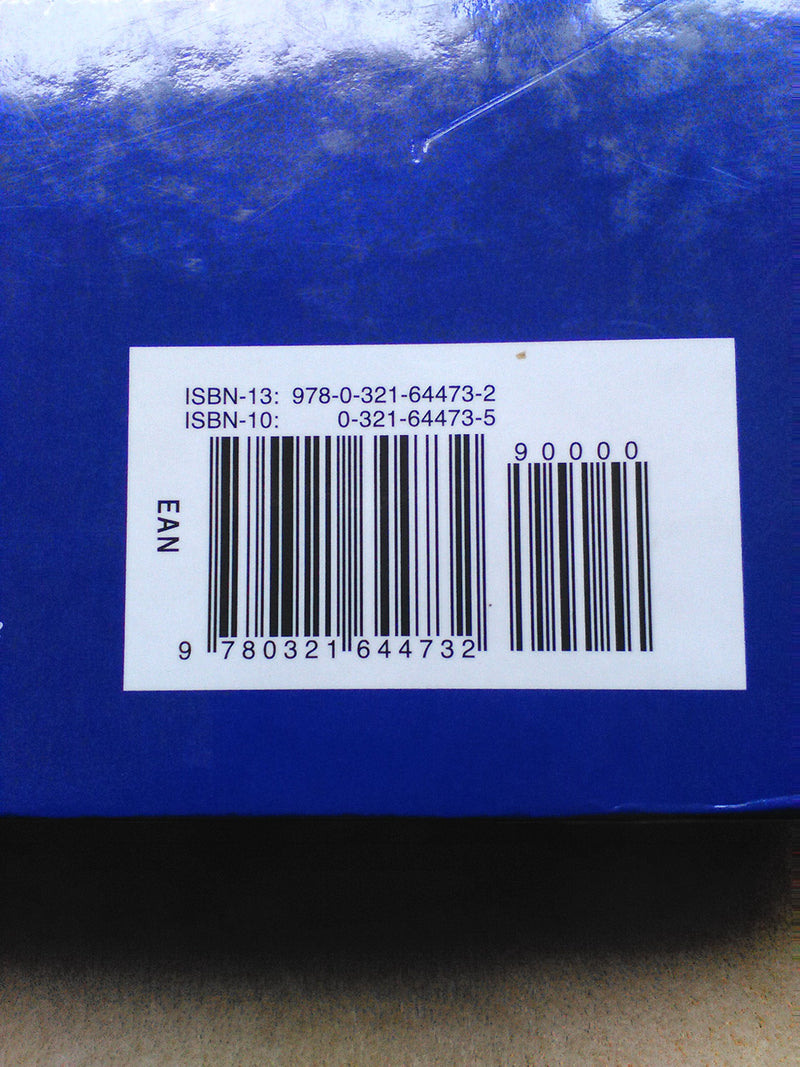 ISBN-13: 978-0-321-64473-2
ISBN-10: 0-321-64473-5
90000
EAN
9 780321 644732